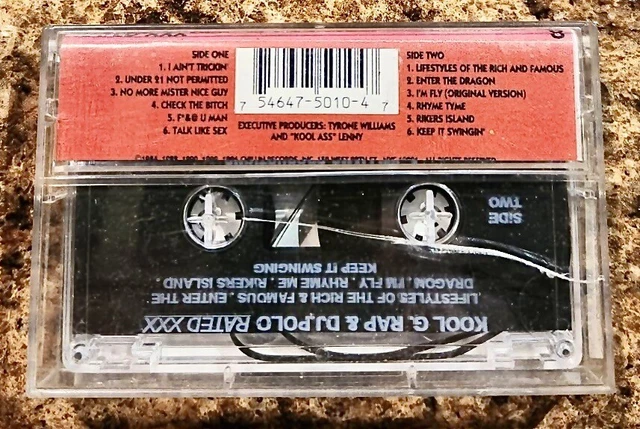 SIDE ONE
1. I AIN'T TRICKIN'
2. UNDER 21 NOT PERMITTED
3. NO MORE MISTER NICE GUY
4. CHECK THE BITCH
5. F*&@ U MAN
6. TALK LIKE SEX
7 54647-5010-4 7
EXECUTIVE PRODUCERS: TYRONE WILLIAMS
AND "KOOL ASS" LENNY
SIDE TWO
1. LIFESTYLES OF THE RICH AND FAMOUS
2. ENTER THE DRAGON
3. I'M FLY (ORIGINAL VERSION)
4. RHYME TYME
5. RIKERS ISLAND
6. KEEP IT SWINGIN'
ALL RIGHTS RESERVED
KOOL G. RAP & DJ.POLO RATED XXX
.LIFESTYLES OF THE RICH & FAMOUS . ENTER THE
DRAGON . I'M FLY . RHYME ME . RIKERS ISLAND .
KEEP IT SWINGING
SIDE
TWO